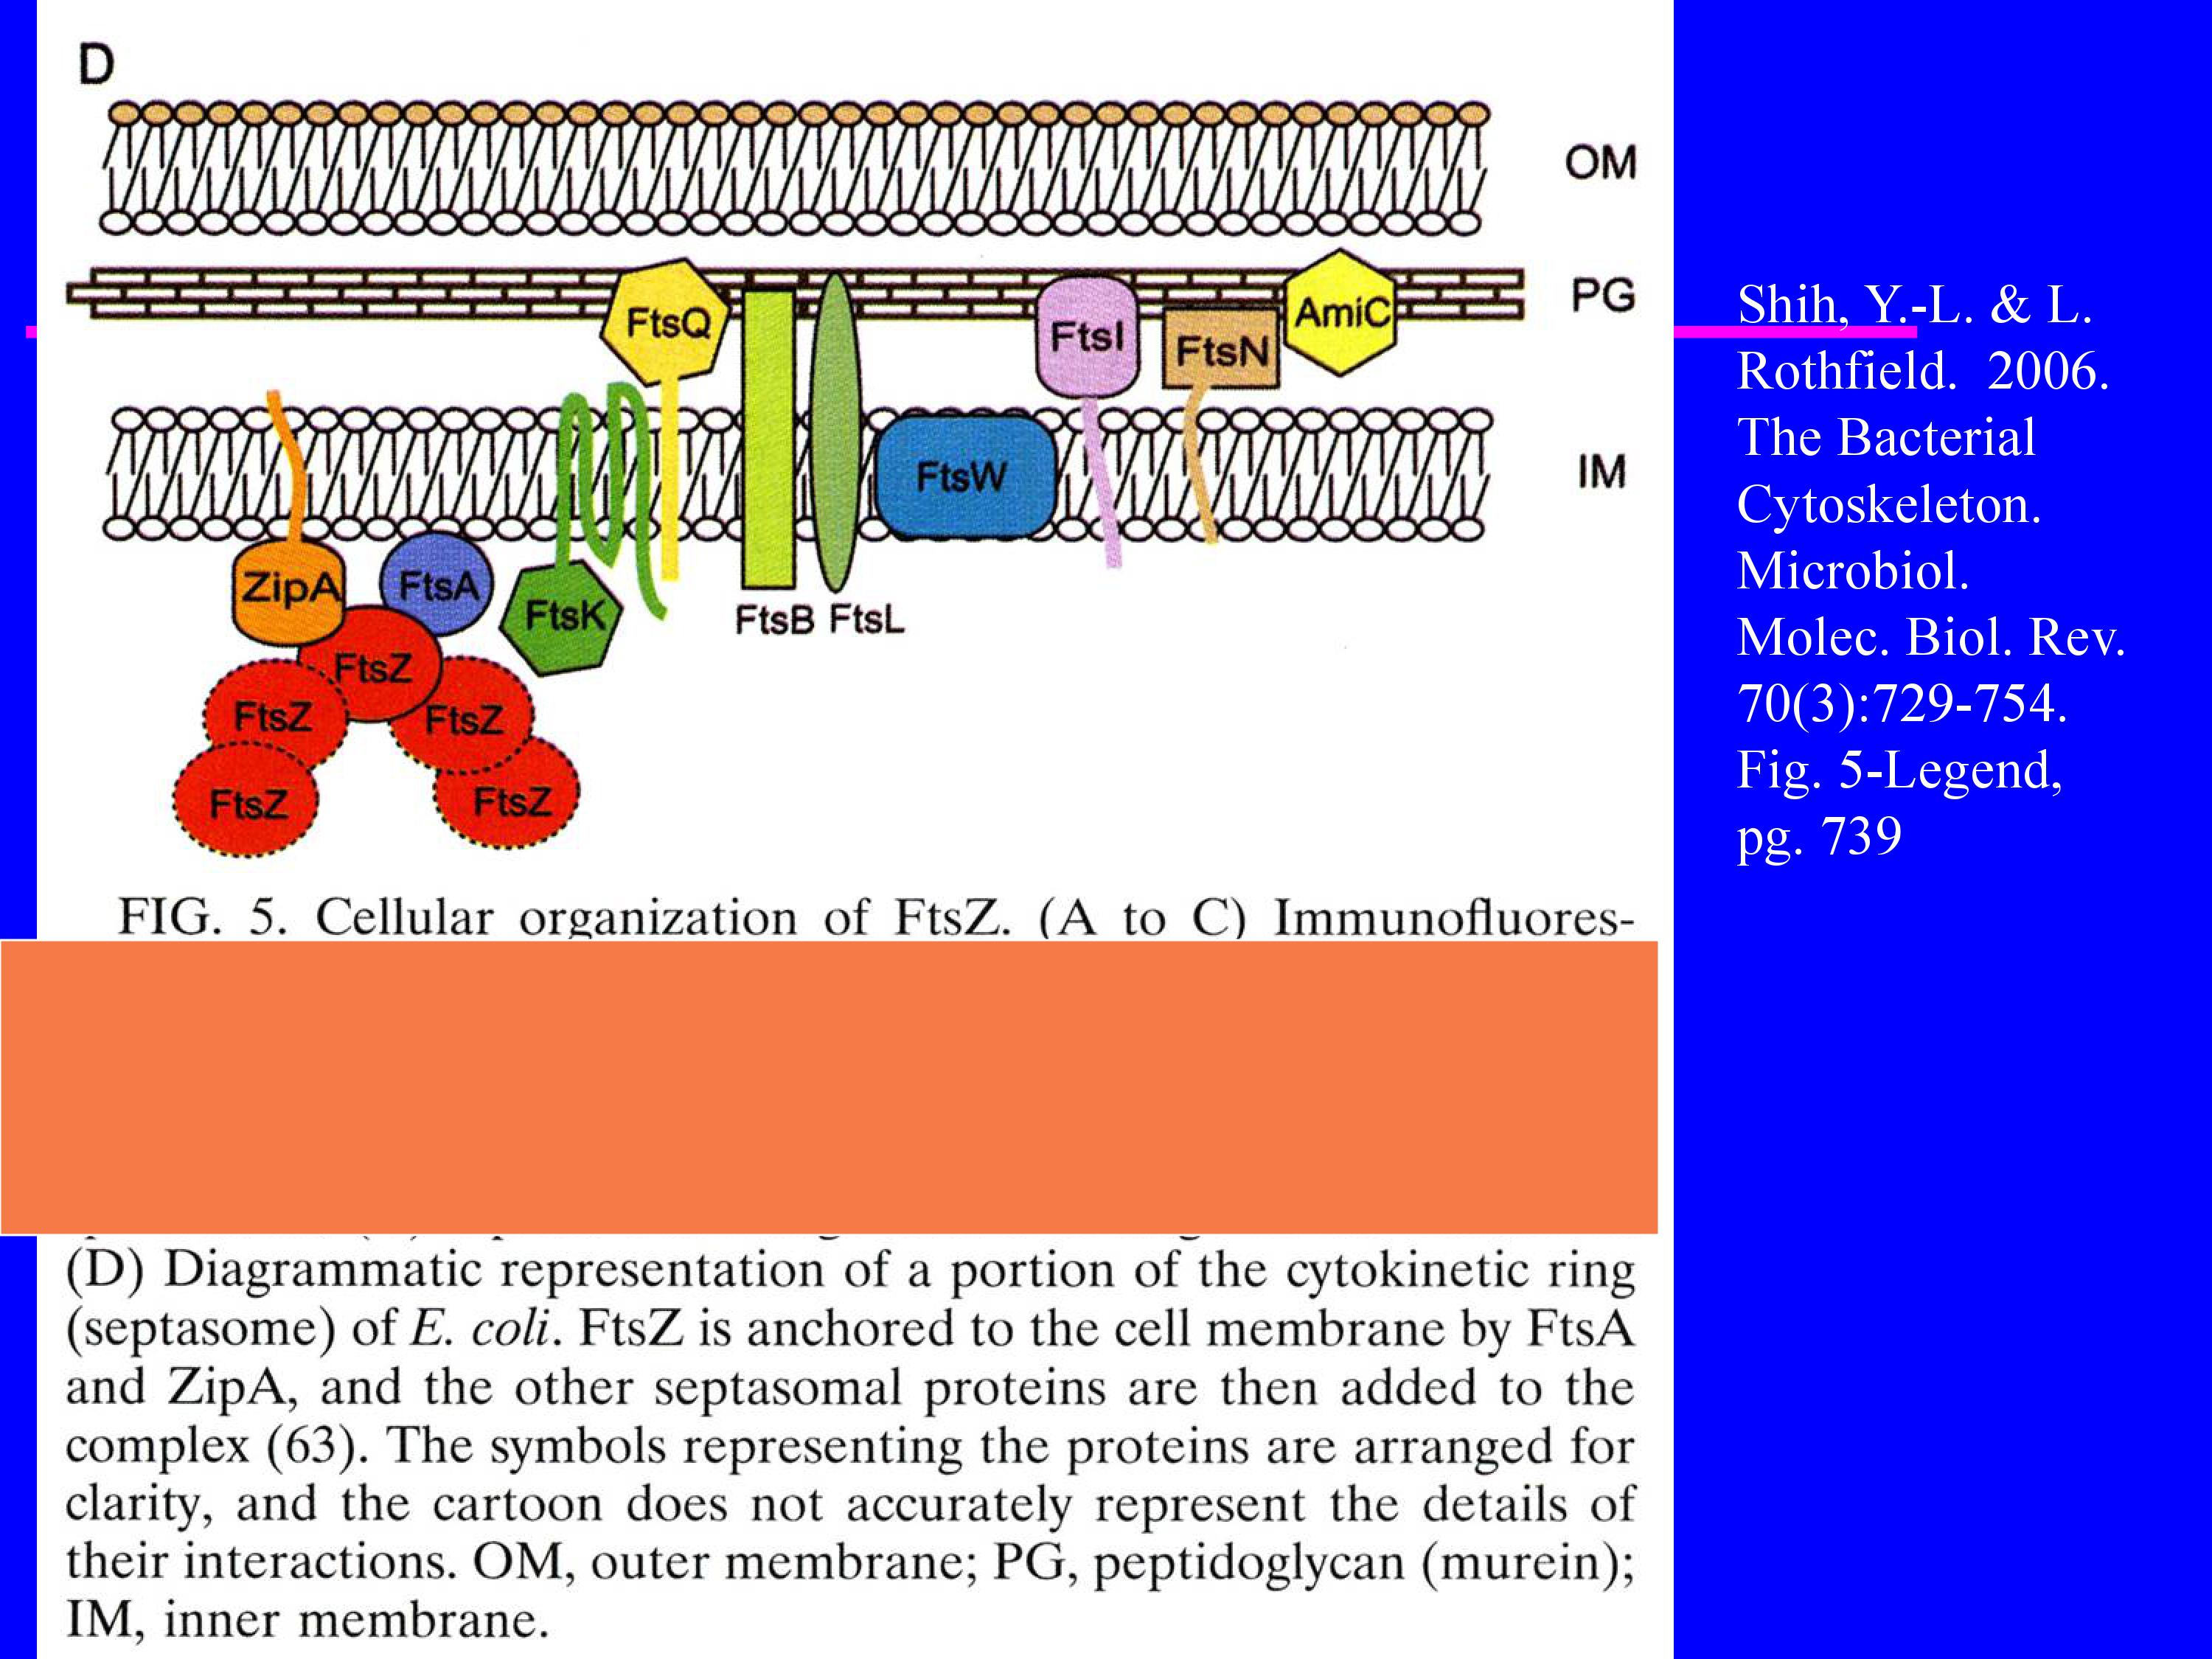 D
OM
PG
FtsQ
FtsI
FtsN
AmiC
IM
FtsW
ZipA
FtsA
FtsK
FtsB FtsL
FtsZ
FtsZ
FtsZ
FtsZ
FtsZ
FIG. 5. Cellular organization of FtsZ. (A to C) Immunofluores-
(D) Diagrammatic representation of a portion of the cytokinetic ring
(septasome) of E. coli. FtsZ is anchored to the cell membrane by FtsA
and ZipA, and the other septasomal proteins are then added to the
complex (63). The symbols representing the proteins are arranged for
clarity, and the cartoon does not accurately represent the details of
their interactions. OM, outer membrane; PG, peptidoglycan (murein);
IM, inner membrane.
Shih, Y.-L. & L.
Rothfield. 2006.
The Bacterial
Cytoskeleton.
Microbiol.
Molec. Biol. Rev.
70(3):729-754.
Fig. 5-Legend,
pg. 739